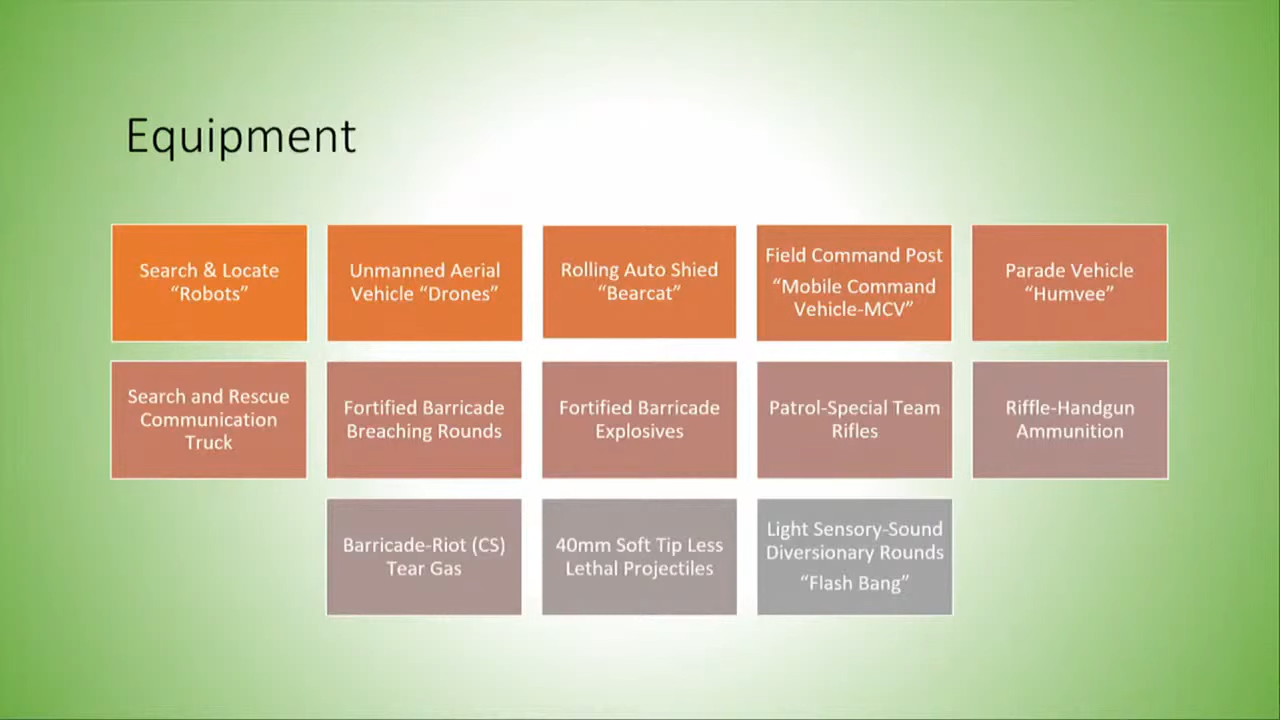 Equipment
Search & Locate
“Robots”
Unmanned Aerial
Vehicle “Drones”
Rolling Auto Shied
“Bearcat”
Field Command Post
“Mobile Command
Vehicle-MCV”
Parade Vehicle
“Humvee”
Search and Rescue
Communication
Truck
Fortified Barricade
Breaching Rounds
Fortified Barricade
Explosives
Patrol-Special Team
Rifles
Riffle-Handgun
Ammunition
Barricade-Riot (CS)
Tear Gas
40mm Soft Tip Less
Lethal Projectiles
Light Sensory-Sound
Diversionary Rounds
“Flash Bang”